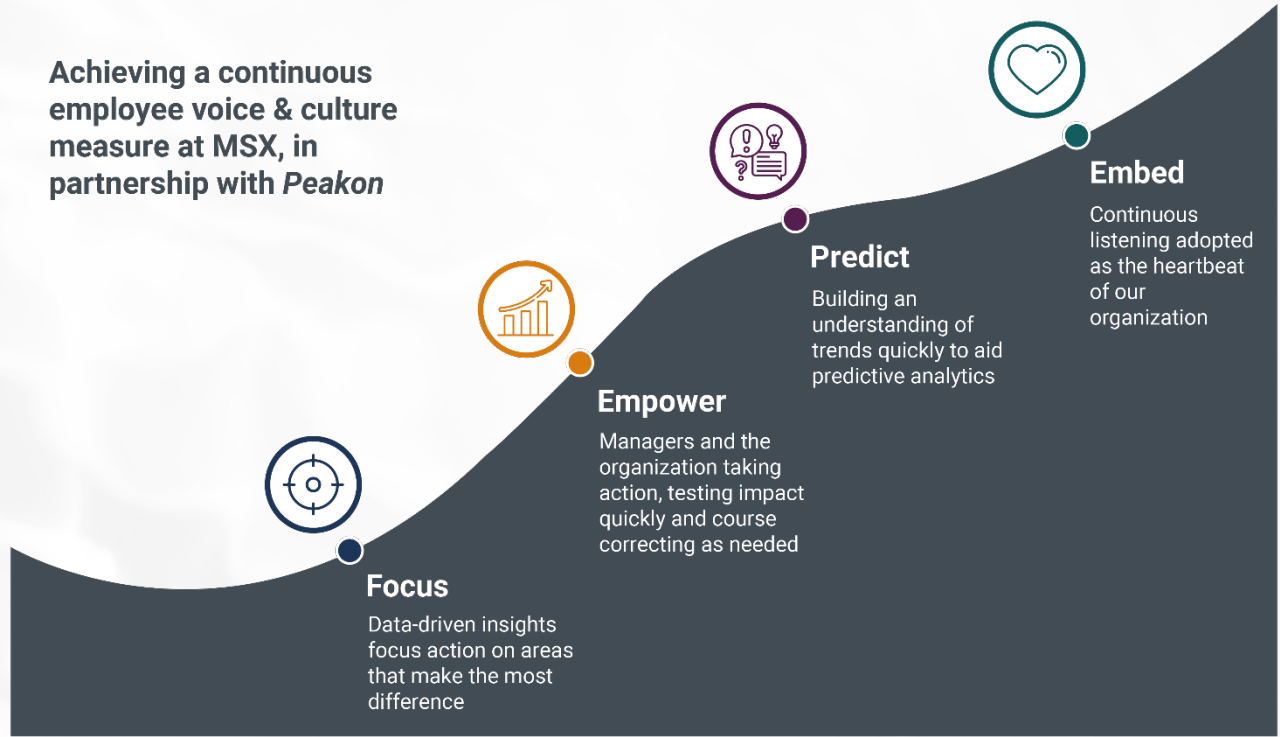 Achieving a continuous
employee voice & culture
measure at MSX, in
partnership with Peakon
Focus
Data-driven insights
focus action on areas
that make the most
difference
Empower
Managers and the
organization taking
action, testing impact
quickly and course
correcting as needed
Predict
Building an
understanding of
trends quickly to aid
predictive analytics
Embed
Continuous
listening adopted
as the heartbeat
of our
organization